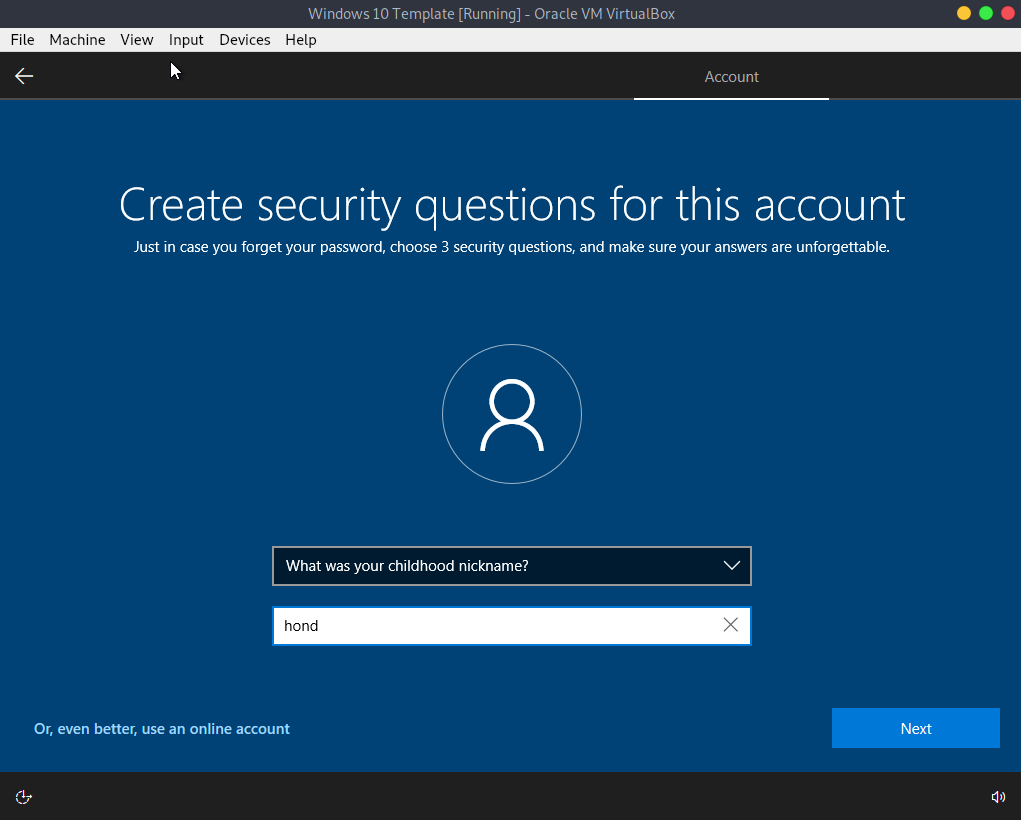 Windows 10 Template [Running] - Oracle VM VirtualBox
File Machine View Input Devices Help
Account
Create security questions for this account
Just in case you forget your password, choose 3 security questions, and make sure your answers are unforgettable.
What was your childhood nickname?
hond
Or, even better, use an online account
Next